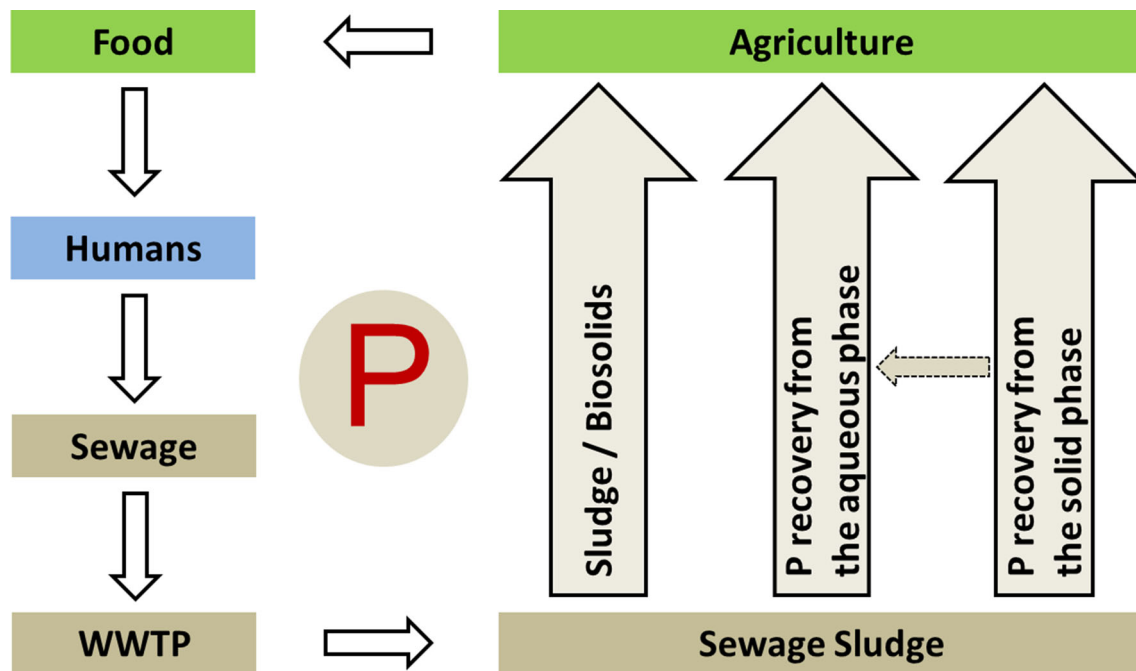 Food
Agriculture
Humans
P
Sewage
WWTP
Sewage Sludge
Sludge / Biosolids
P recovery from
the aqueous phase
P recovery from
the solid phase